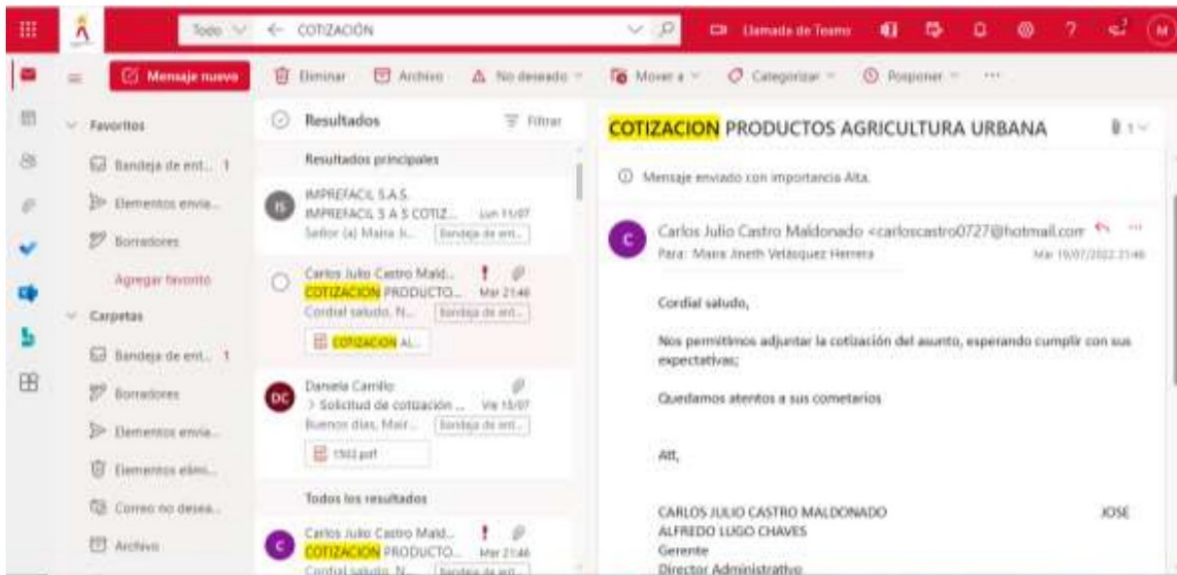 Todo
COTIZACIÓN
Llamada de Teams
M
Mensaje nuevo
Eliminar
Archivo
No deseado
Mover a
Categorizar
Posponer
Favoritos
Bandeja de ent... 1
Elementos envia...
Borradores
Agregar favorito
Carpetas
Bandeja de ent... 1
Borradores
Elementos envia...
Elementos elimi...
Correo no desea...
Archivo
Resultados
Filtrar
Resultados principales
IS
IMPREFACIL S.A.S.
IMPREFACIL S A S COTIZ... Lun 11/07
Señor (a) Maira Ji... Bandeja de ent...
Carlos Julio Castro Mald...
COTIZACION PRODUCTO... Mar 21:46
Cordial saludo, N... Bandeja de ent...
COTIZACION AL...
DC
Daniela Carrillo
> Solicitud de cotización ... Vie 15/07
Buenos días, Mair... Bandeja de ent...
1502.pdf
Todos los resultados
C
Carlos Julio Castro Mald...
COTIZACION PRODUCTO... Mar 21:46
Cordial saludo, N... Bandeja de ent...
COTIZACION PRODUCTOS AGRICULTURA URBANA
1
Mensaje enviado con importancia Alta.
C
Carlos Julio Castro Maldonado <carloscastro0727@hotmail.com
Para: Maira Jineth Velásquez Herrera
Mar 19/07/2022 21:46
Cordial saludo,
Nos permitimos adjuntar la cotización del asunto, esperando cumplir con sus
expectativas;
Quedamos atentos a sus cometarios
Att,
CARLOS JULIO CASTRO MALDONADO JOSE
ALFREDO LUGO CHAVES
Gerente
Director Administrativo